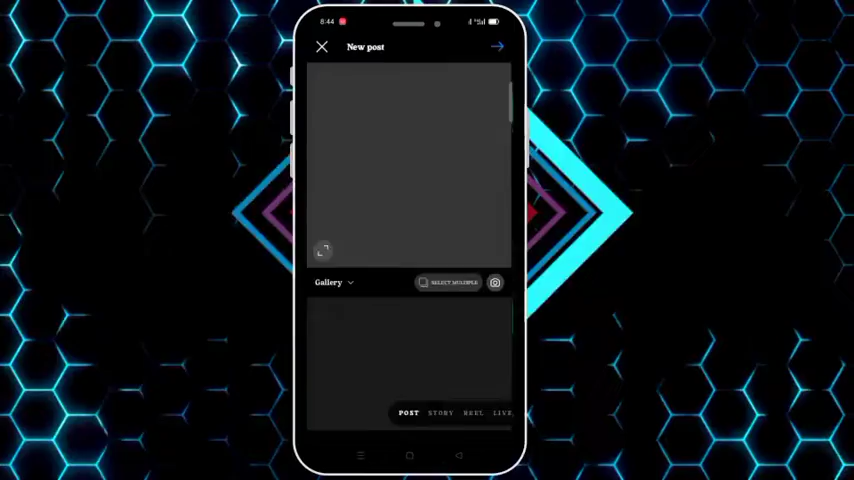 8:44
New post
Gallery
SELECT MULTIPLE
POST STORY REEL LIVE